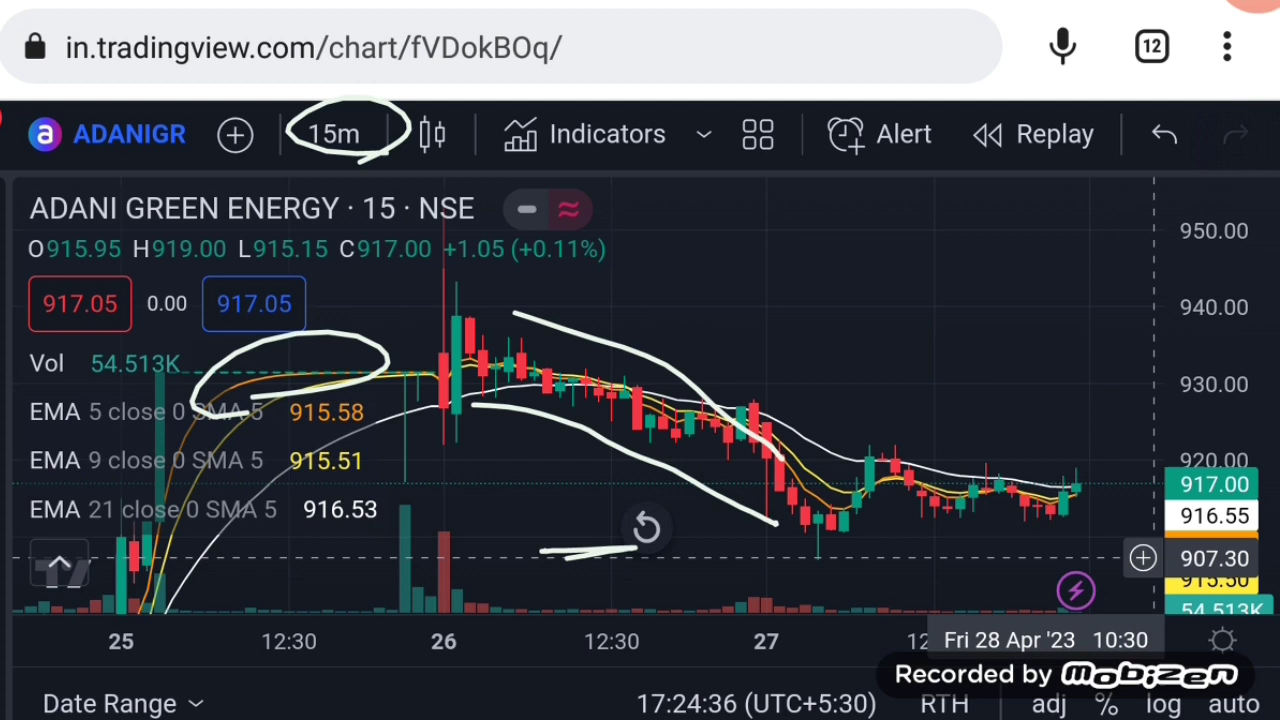 in.tradingview.com/chart/fVDokBOq/
12
a ADANIGR 15m Indicators Alert Replay
ADANI GREEN ENERGY · 15 · NSE
O915.95 H919.00 L915.15 C917.00 +1.05 (+0.11%)
917.05 0.00 917.05
Vol 54.513K
EMA 5 close 0 SMA 5 915.58
EMA 9 close 0 SMA 5 915.51
EMA 21 close 0 SMA 5 916.53
950.00
940.00
930.00
920.00
917.00
916.55
907.30
915.50
54.513K
25 12:30 26 12:30 27 12
Fri 28 Apr '23 10:30
Recorded by mobizen
Date Range 17:24:36 (UTC+5:30) RTH adj % log auto